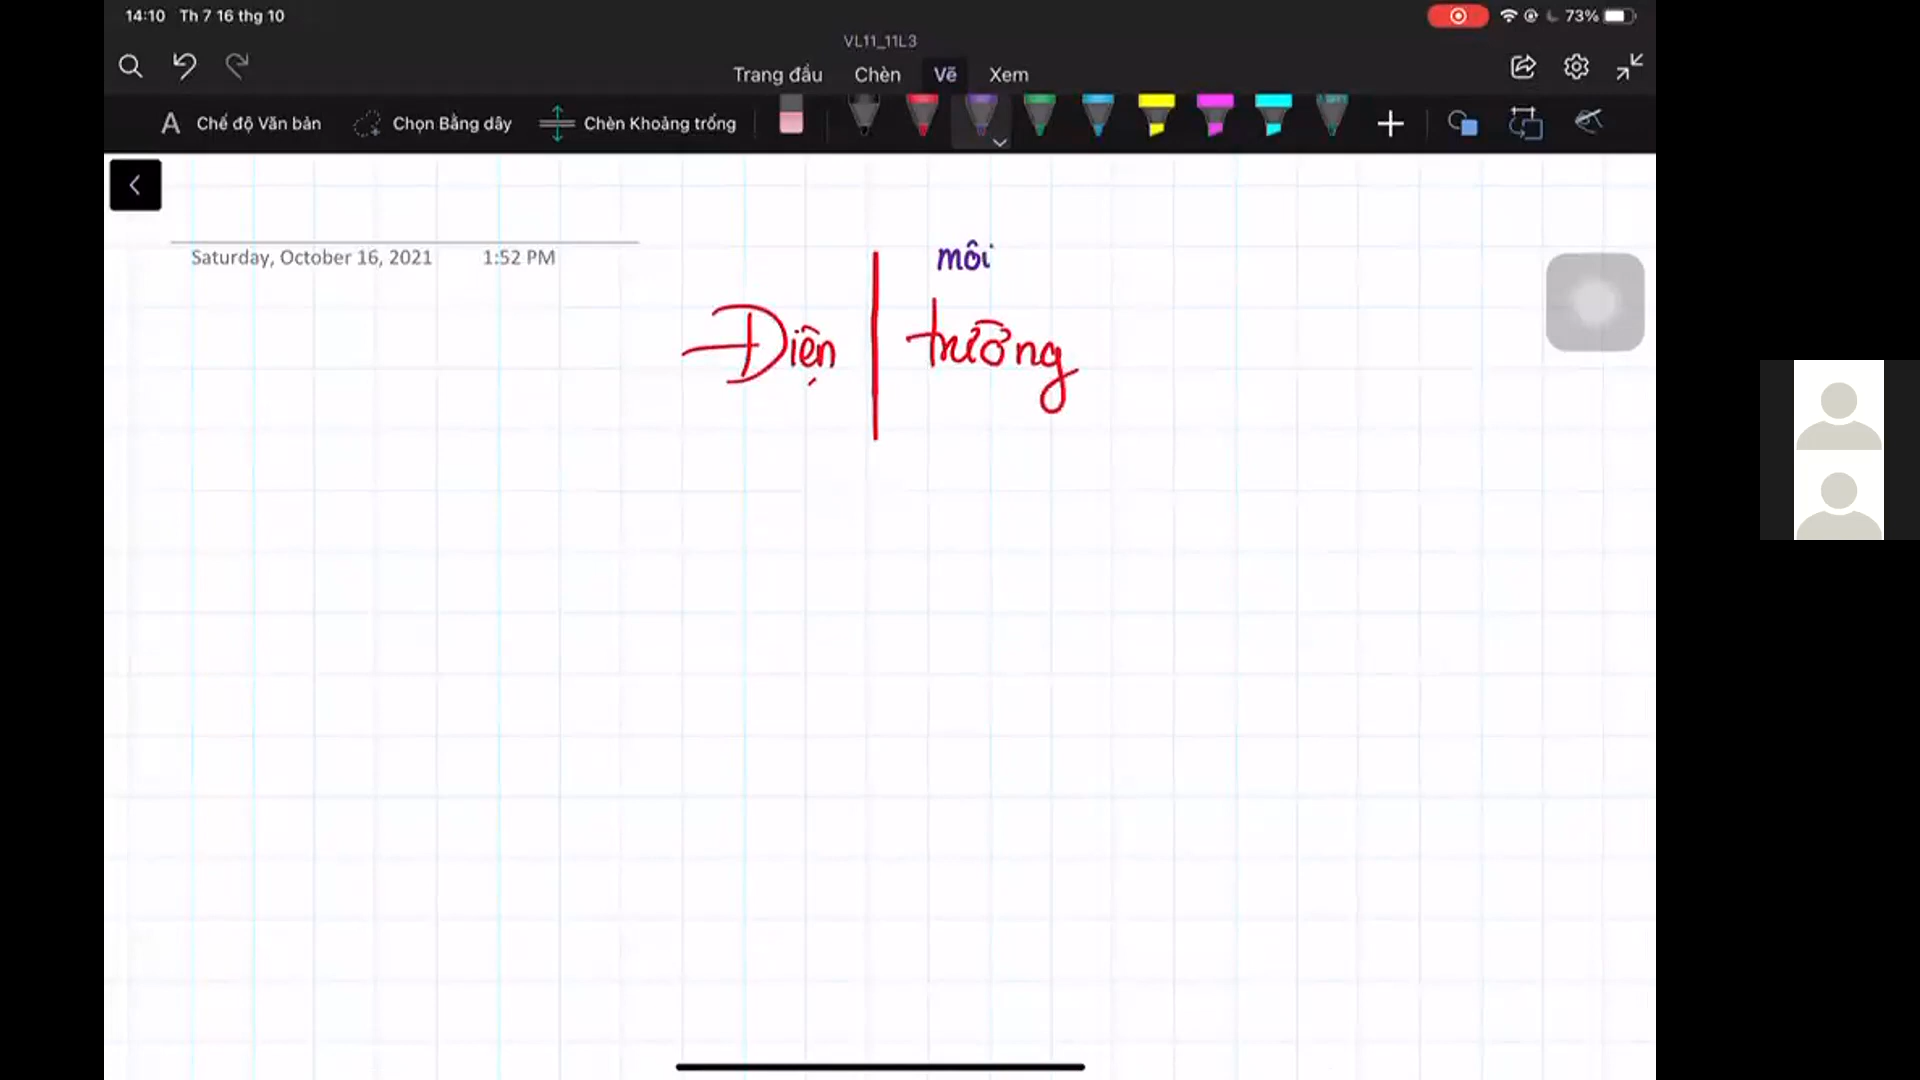 14:10 Th 7 16 thg 10
73%
VL11_11L3
Trang đầu Chèn Vẽ Xem
A Chế độ Văn bản Chọn Bằng dây Chèn Khoảng trống
Saturday, October 16, 2021 1:52 PM
môi
Điện | trường